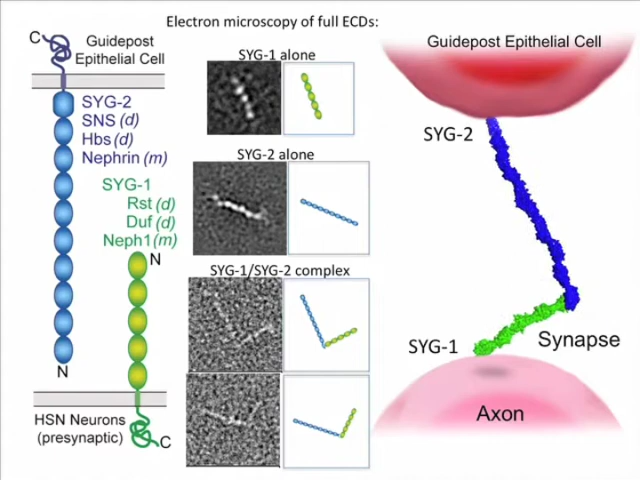 Electron microscopy of full ECDs:
C
Guidepost
Epithelial Cell
SYG-2
SNS (d)
Hbs (d)
Nephrin (m)
SYG-1
Rst (d)
Duf (d)
Neph1 (m)
N
N
HSN Neurons
(presynaptic)
C
SYG-1 alone
SYG-2 alone
SYG-1/SYG-2 complex
Guidepost Epithelial Cell
SYG-2
SYG-1
Synapse
Axon